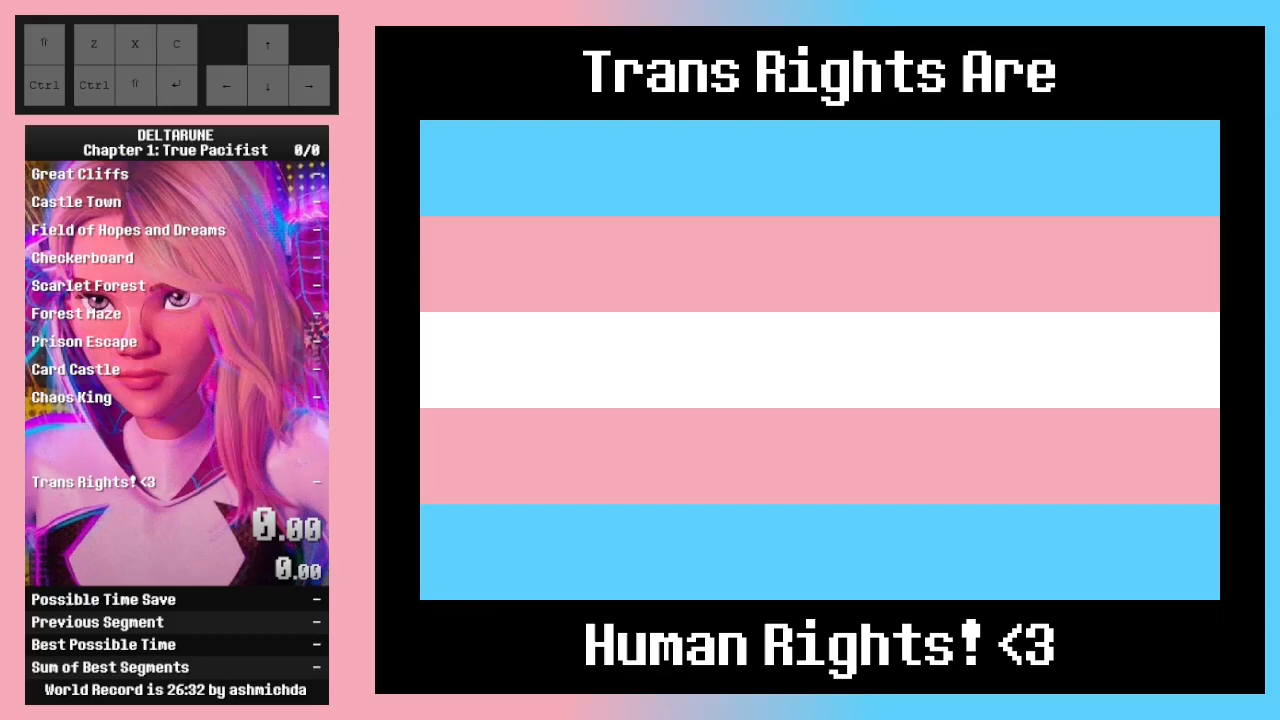 ⇧ Z X C ↑
Ctrl Ctrl ⇧ ↵ ← ↓ →
DELTARUNE
Chapter 1: True Pacifist 0/0
Great Cliffs -
Castle Town -
Field of Hopes and Dreams -
Checkerboard -
Scarlet Forest -
Forest Maze -
Prison Escape -
Card Castle -
Chaos King -
Trans Rights! <3 -
0.00
0.00
Possible Time Save -
Previous Segment -
Best Possible Time -
Sum of Best Segments -
World Record is 26:32 by ashmichda
Trans Rights Are
Human Rights! <3